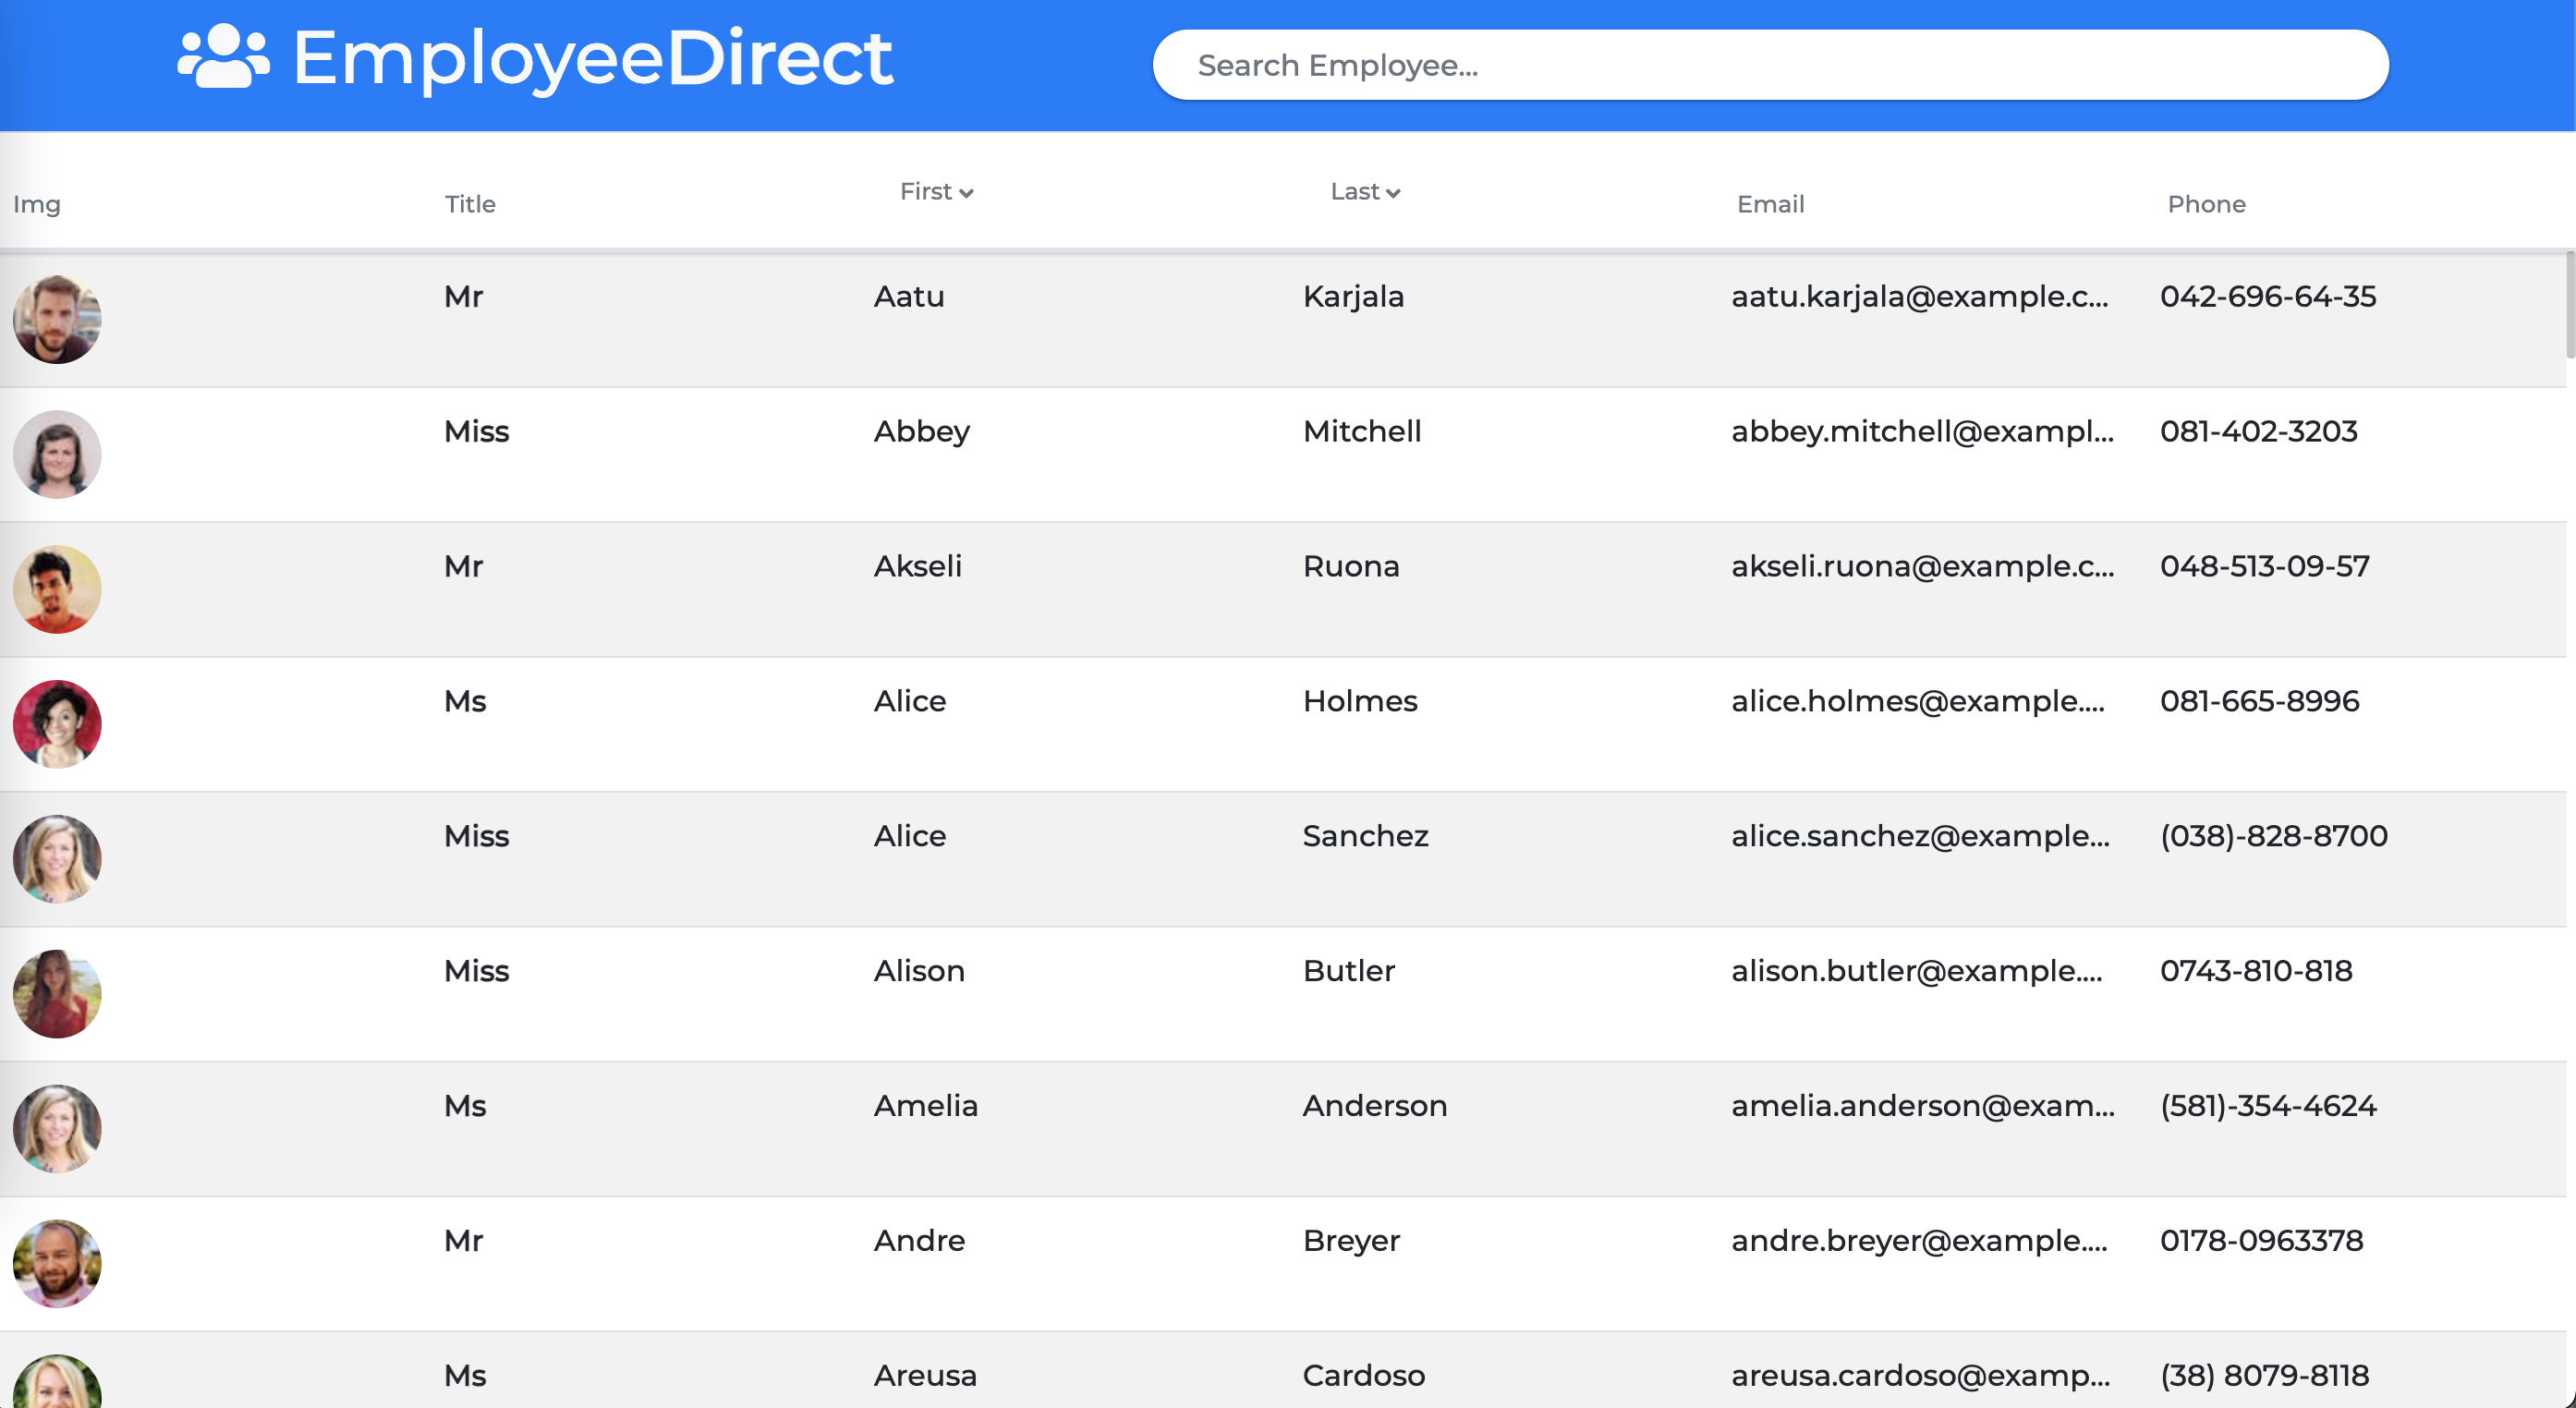 EmployeeDirect
Search Employee...
Img Title First Last Email Phone
Mr Aatu Karjala aatu.karjala@example.c... 042-696-64-35
Miss Abbey Mitchell abbey.mitchell@exampl... 081-402-3203
Mr Akseli Ruona akseli.ruona@example.c... 048-513-09-57
Ms Alice Holmes alice.holmes@example.... 081-665-8996
Miss Alice Sanchez alice.sanchez@example... (038)-828-8700
Miss Alison Butler alison.butler@example.... 0743-810-818
Ms Amelia Anderson amelia.anderson@exam... (581)-354-4624
Mr Andre Breyer andre.breyer@example.... 0178-0963378
Ms Areusa Cardoso areusa.cardoso@examp... (38) 8079-8118